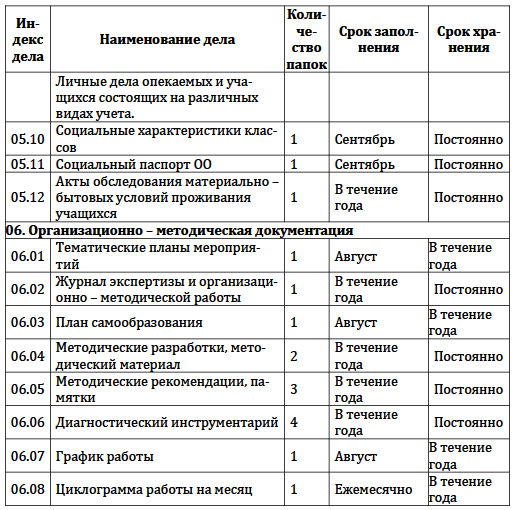 Ин-
декс
дела
Наименование дела
Коли-
че-
ство
папок
Срок запол-
нения
Срок хра-
нения
Личные дела опекаемых и уча-
щихся состоящих на различных
видах учета.
05.10 Социальные характеристики клас-
сов 1 Сентябрь Постоянно
05.11 Социальный паспорт ОО 1 Сентябрь Постоянно
05.12 Акты обследования материально –
бытовых условий проживания
учащихся 1 В течение
года Постоянно
06. Организационно – методическая документация
06.01 Тематические планы мероприя-
тий 1 Август В течение
года
06.02 Журнал экспертизы и организаци-
онно – методической работы 1 В течение
года Постоянно
06.03 План самообразования 1 Август В течение
года
06.04 Методические разработки, мето-
дический материал 2 В течение
года Постоянно
06.05 Методические рекомендации, па-
мятки 3 В течение
года Постоянно
06.06 Диагностический инструментарий 4 В течение
года Постоянно
06.07 График работы 1 Август В течение
года
06.08 Циклограмма работы на месяц 1 Ежемесячно В течение
года